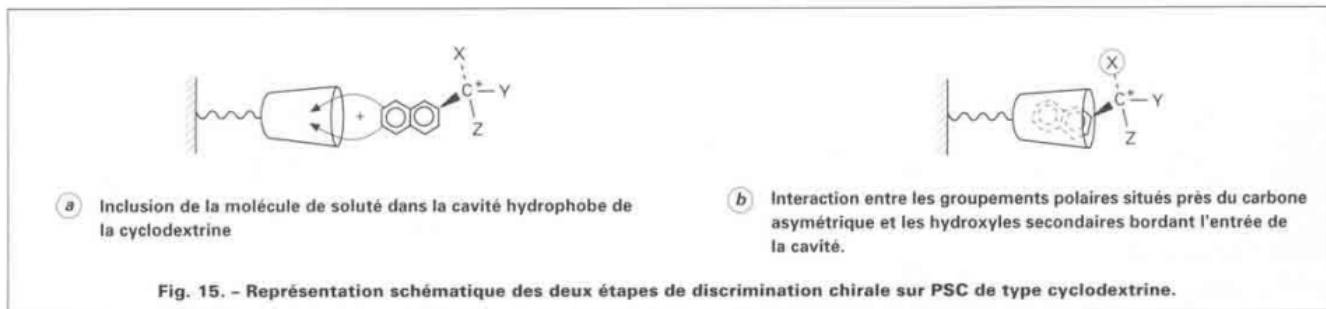 X
C*
Y
Z
+
a Inclusion de la molécule de soluté dans la cavité hydrophobe de
la cyclodextrine
X
C*
Y
Z
b Interaction entre les groupements polaires situés près du carbone
asymétrique et les hydroxyles secondaires bordant l'entrée de
la cavité.
Fig. 15. – Représentation schématique des deux étapes de discrimination chirale sur PSC de type cyclodextrine.